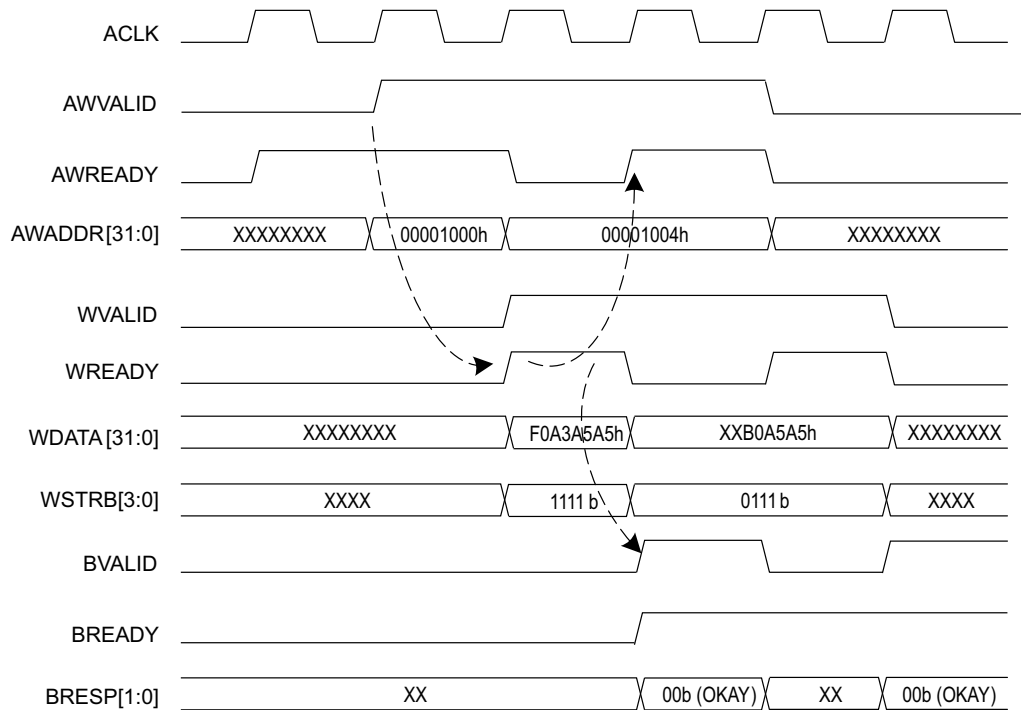 ACLK
AWVALID
AWREADY
AWADDR[31:0] XXXXXXXX 00001000h 00001004h XXXXXXXX
WVALID
WREADY
WDATA [31:0] XXXXXXXX F0A3A5A5h XXB0A5A5h XXXXXXXX
WSTRB[3:0] XXXX 1111 b 0111 b XXXX
BVALID
BREADY
BRESP[1:0] XX 00b (OKAY) XX 00b (OKAY)